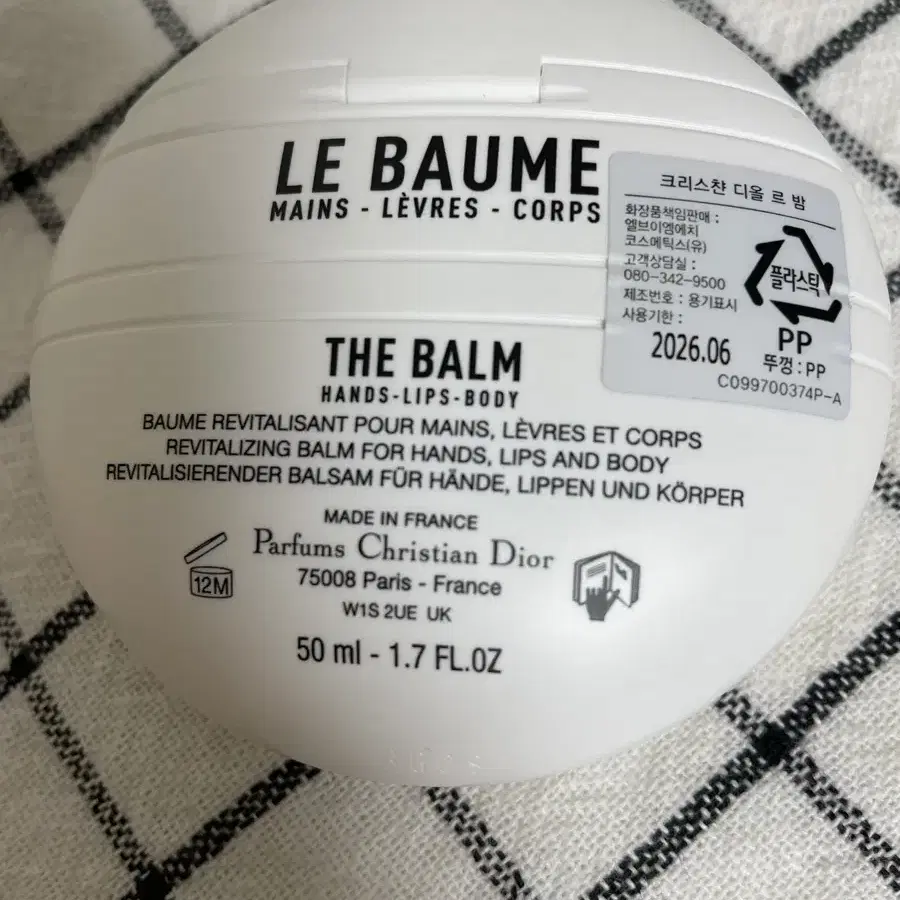 LE BAUME
MAINS - LÈVRES - CORPS
크리스챤 디올 르 밤
화장품책임판매 :
엘브이엠에치
코스메틱스(유)
고객상담실 :
080-342-9500
제조번호 : 용기표시
사용기한 :
2026.06
플라스틱
PP
뚜껑 : PP
C099700374P-A
THE BALM
HANDS-LIPS-BODY
BAUME REVITALISANT POUR MAINS, LÈVRES ET CORPS
REVITALIZING BALM FOR HANDS, LIPS AND BODY
REVITALISIERENDER BALSAM FÜR HÄNDE, LIPPEN UND KÖRPER
MADE IN FRANCE
Parfums Christian Dior
75008 Paris - France
W1S 2UE UK
12M
50 ml - 1.7 FL.OZ